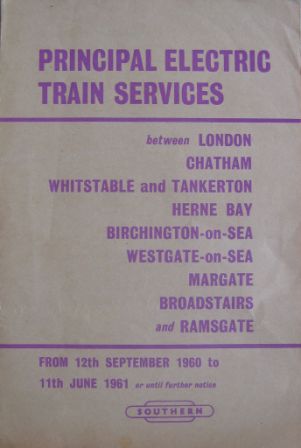 PRINCIPAL ELECTRIC
TRAIN SERVICES
between LONDON
CHATHAM
WHITSTABLE and TANKERTON
HERNE BAY
BIRCHINGTON-on-SEA
WESTGATE-on-SEA
MARGATE
BROADSTAIRS
and RAMSGATE
FROM 12th SEPTEMBER 1960 to
11th JUNE 1961 or until further notice
SOUTHERN